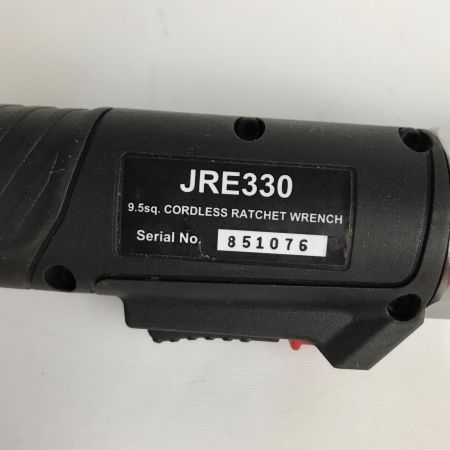 JRE330
9.5sq. CORDLESS RATCHET WRENCH
Serial No. 851076